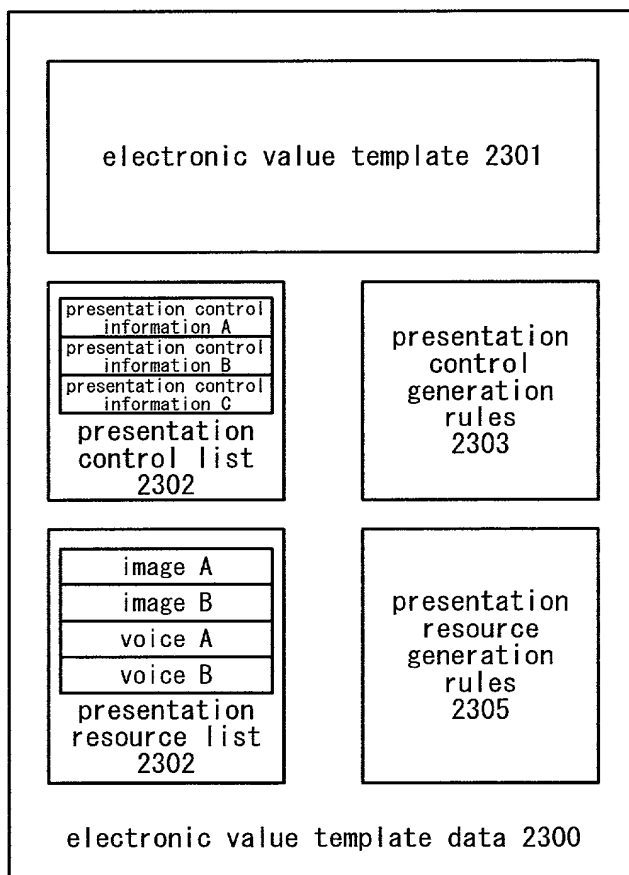 electronic value template 2301
presentation control
information A
presentation control
information B
presentation control
information C
presentation
control list
2302
presentation
control
generation
rules
2303
image A
image B
voice A
voice B
presentation
resource list
2302
presentation
resource
generation
rules
2305
electronic value template data 2300